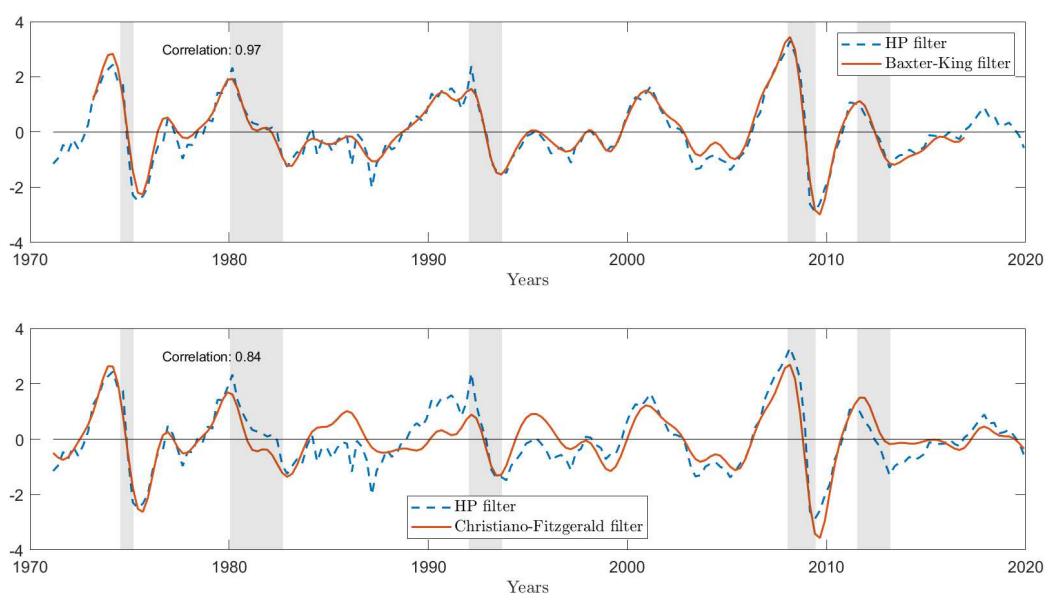 4
Correlation: 0.97
HP filter
Baxter-King filter
2
0
-2
-4
1970 1980 1990 2000 2010 2020
Years
4
Correlation: 0.84
2
0
-2
HP filter
Christiano-Fitzgerald filter
-4
1970 1980 1990 2000 2010 2020
Years